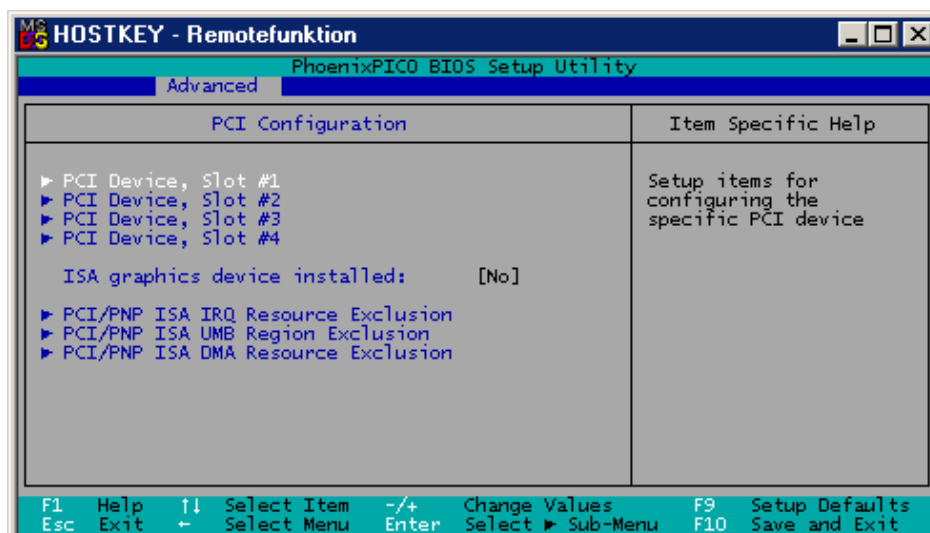 HOSTKEY - Remotefunktion
PhoenixPICO BIOS Setup Utility
Advanced
PCI Configuration
Item Specific Help
► PCI Device, Slot #1
► PCI Device, Slot #2
► PCI Device, Slot #3
► PCI Device, Slot #4
ISA graphics device installed: [No]
► PCI/PNP ISA IRQ Resource Exclusion
► PCI/PNP ISA UMB Region Exclusion
► PCI/PNP ISA DMA Resource Exclusion
Setup items for
configuring the
specific PCI device
F1 Help ↑↓ Select Item -/+ Change Values F9 Setup Defaults
Esc Exit ← Select Menu Enter Select ► Sub-Menu F10 Save and Exit